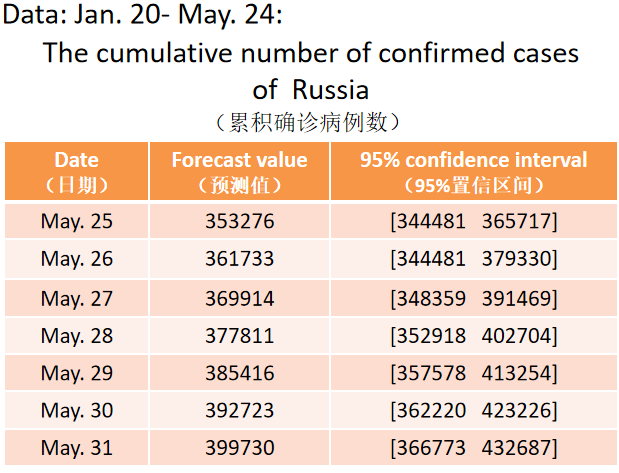 Data: Jan. 20- May. 24:
The cumulative number of confirmed cases
of Russia
（累积确诊病例数）
Date Forecast value 95% confidence interval
（日期） （预测值） （95%置信区间）
May. 25 353276 [344481 365717]
May. 26 361733 [344481 379330]
May. 27 369914 [348359 391469]
May. 28 377811 [352918 402704]
May. 29 385416 [357578 413254]
May. 30 392723 [362220 423226]
May. 31 399730 [366773 432687]